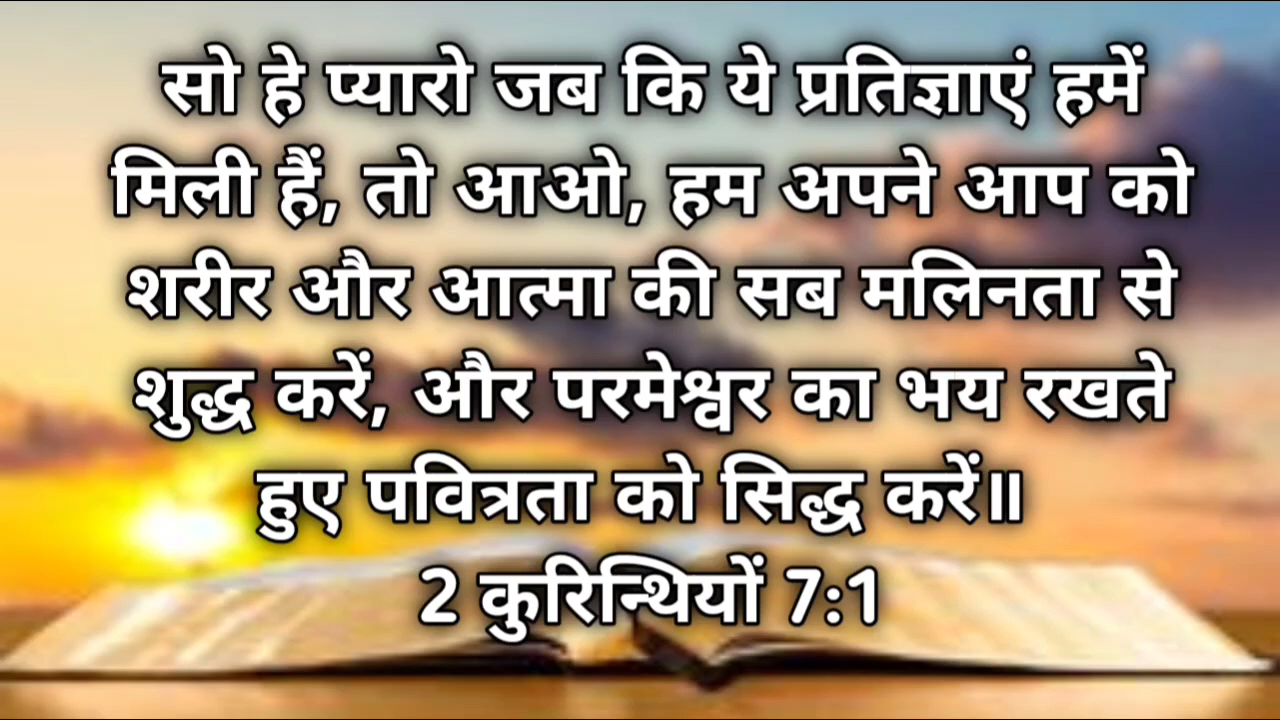 सो हे प्यारो जब कि ये प्रतिज्ञाएं हमें
मिली हैं, तो आओ, हम अपने आप को
शरीर और आत्मा की सब मलिनता से
शुद्ध करें, और परमेश्वर का भय रखते
हुए पवित्रता को सिद्ध करें॥
2 कुरिन्थियों 7:1